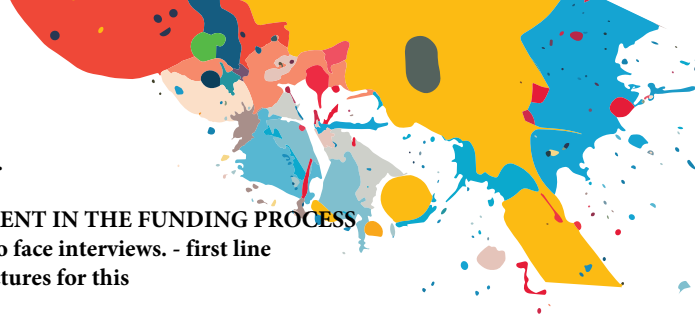 ENT IN THE FUNDING PROCESS
o face interviews. - first line
tures for this